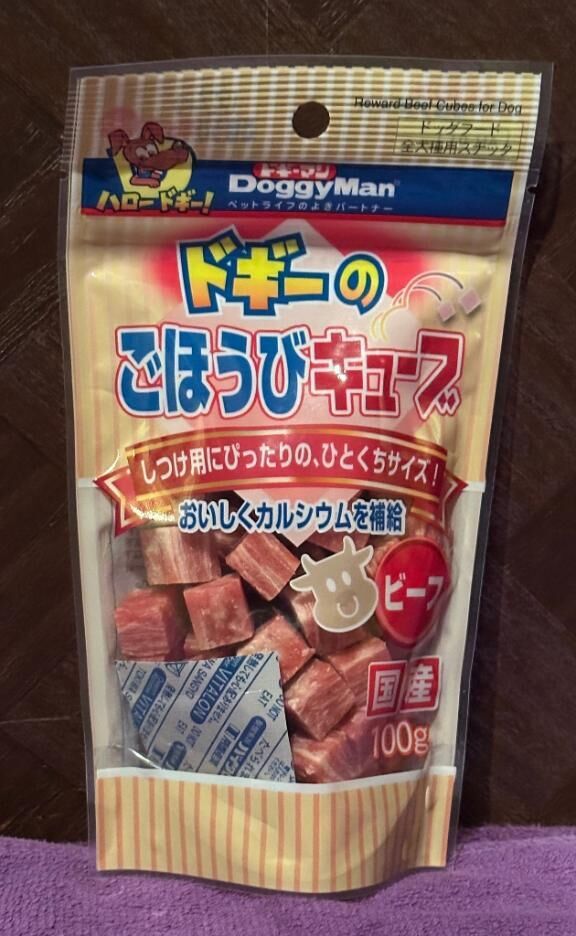 Reward Beef Cubes for Dog
ドッグフード
全犬種用スナック
ハロードギー!
ドギーマン
DoggyMan
ペットライフのよきパートナー
ドギーの
ごほうびキューブ
しつけ用にぴったりの、ひとくちサイズ!
おいしくカルシウムを補給
ビーフ
国産
100g
VITALON
DO NOT
EAT